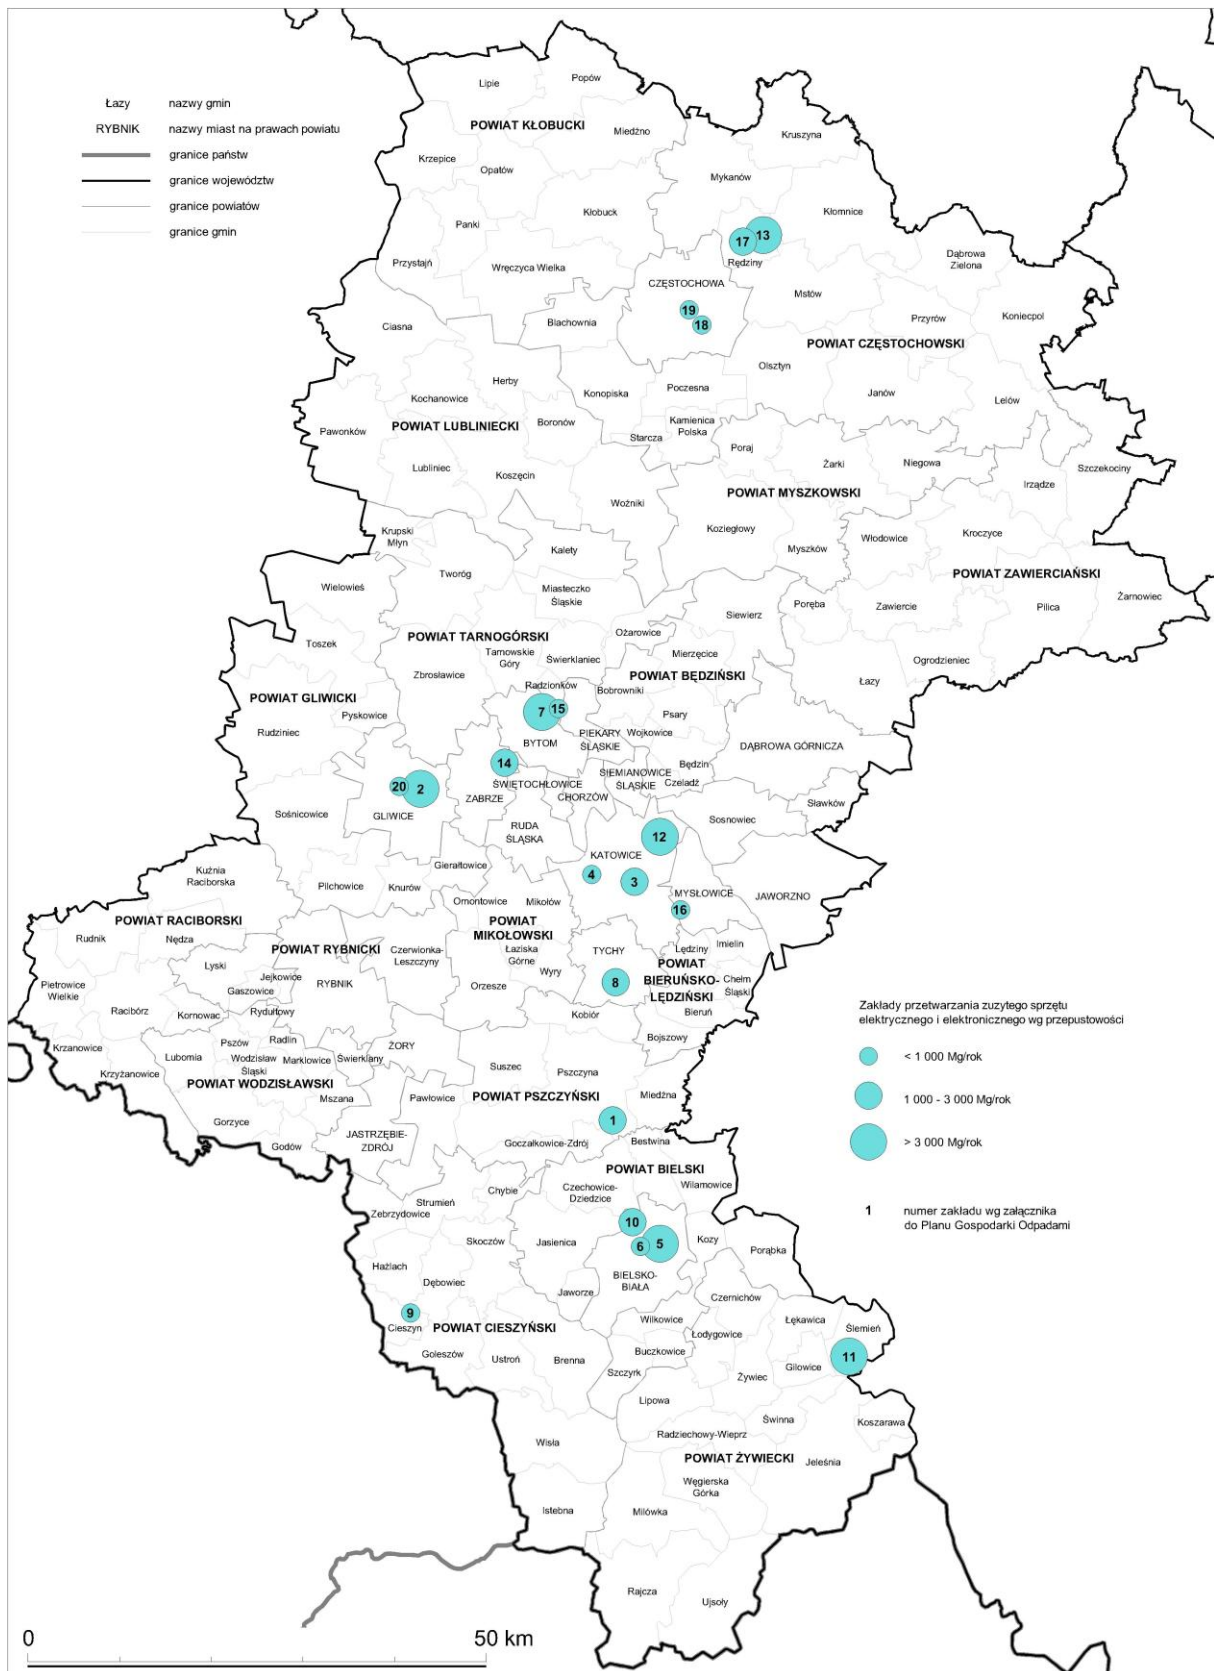 Łazy nazwy gmin
RYBNIK nazwy miast na prawach powiatu
granice państw
granice województw
granice powiatów
granice gmin
Lipie
Popów
POWIAT KŁOBUCKI
Miedźno
Kruszyna
Krzepice
Opatów
Mykanów
Kłobuck
Kłomnice
Panki
17
13
Przystajń
Wręczyca Wielka
Rędziny
Dąbrowa
Zielona
CZĘSTOCHOWA
Mstów
19
18
Ciasna
Blachownia
Przyrów
Koniecpol
POWIAT CZĘSTOCHOWSKI
Olsztyn
Herby
Konopiska
Poczesna
Janów
Lelów
Kochanowice
Pawonków
POWIAT LUBLINIECKI
Boronów
Kamienica
Polska
Starcza
Poraj
Żarki
Niegowa
Szczekociny
Lubliniec
Koszęcin
Irządze
POWIAT MYSZKOWSKI
Woźniki
Koziegłowy
Krupski
Młyn
Kalety
Myszków
Włodowice
Kroczyce
Tworóg
POWIAT ZAWIERCIAŃSKI
Wielowieś
Miasteczko
Śląskie
Siewierz
Poręba
Zawiercie
Pilica
Żarnowiec
Ożarowice
POWIAT TARNOGÓRSKI
Toszek
Tarnowskie
Góry
Świerklaniec
Mierzęcice
Ogrodzieniec
Zbrosławice
POWIAT BĘDZIŃSKI
Łazy
POWIAT GLIWICKI
Radzionków
Bobrowniki
7
15
Pyskowice
Psary
Rudziniec
BYTOM
PIEKARY
ŚLĄSKIE
Wojkowice
DĄBROWA GÓRNICZA
14
Będzin
SIEMIANOWICE
ŚLĄSKIE
Czeladź
20
2
ŚWIĘTOCHŁOWICE
CHORZÓW
ZABRZE
Sławków
Sośnicowice
GLIWICE
Sosnowiec
RUDA
ŚLĄSKA
12
KATOWICE
Gierałtowice
Kuźnia
Raciborska
4
3
Pilchowice
Knurów
MYSŁOWICE
JAWORZNO
Ornontowice
Mikołów
16
POWIAT RACIBORSKI
POWIAT
MIKOŁOWSKI
Rudnik
Nędza
POWIAT RYBNICKI
Czerwionka-
Leszczyny
TYCHY
Lędziny
Imielin
Łaziska
Górne
Lyski
POWIAT
BIERUŃSKO-
LĘDZIŃSKI
Wyry
Jejkowice
RYBNIK
Chełm
Śląski
Pietrowice
Wielkie
Gaszowice
Orzesze
8
Racibórz
Kornowac
Rydułtowy
Kobiór
Bieruń
Zakłady przetwarzania zuzytego sprzętu
elektrycznego i elektronicznego wg przepustowości
Krzanowice
Pszów
Radlin
ŻORY
Bojszowy
Lubomia
Wodzisław
Śląski
Marklowice
Świerklany
< 1 000 Mg/rok
Krzyżanowice
Suszec
Pszczyna
POWIAT WODZISŁAWSKI
Mszana
Pawłowice
POWIAT PSZCZYŃSKI
Miedźna
1 000 - 3 000 Mg/rok
Gorzyce
1
JASTRZĘBIE-
ZDRÓJ
Godów
Goczałkowice-Zdrój
Bestwina
> 3 000 Mg/rok
POWIAT BIELSKI
Chybie
Czechowice-
Dziedzice
Wilamowice
Strumień
Zebrzydowice
1 numer zakładu wg załącznika
do Planu Gospodarki Odpadami
10
Skoczów
Jasienica
6
5
Kozy
Porąbka
Hażlach
BIELSKO-
BIAŁA
Dębowiec
Jaworze
Czernichów
9
Cieszyn
POWIAT CIESZYŃSKI
Wilkowice
Łękawica
Ślemień
Łodygowice
Goleszów
Ustroń
Brenna
Buczkowice
11
Szczyrk
Żywiec
Gilowice
Lipowa
Świnna
Koszarawa
Wisła
Radziechowy-Wieprz
POWIAT ŻYWIECKI
Jeleśnia
Węgierska
Górka
Istebna
Milówka
Rajcza
Ujsoły
0 50 km